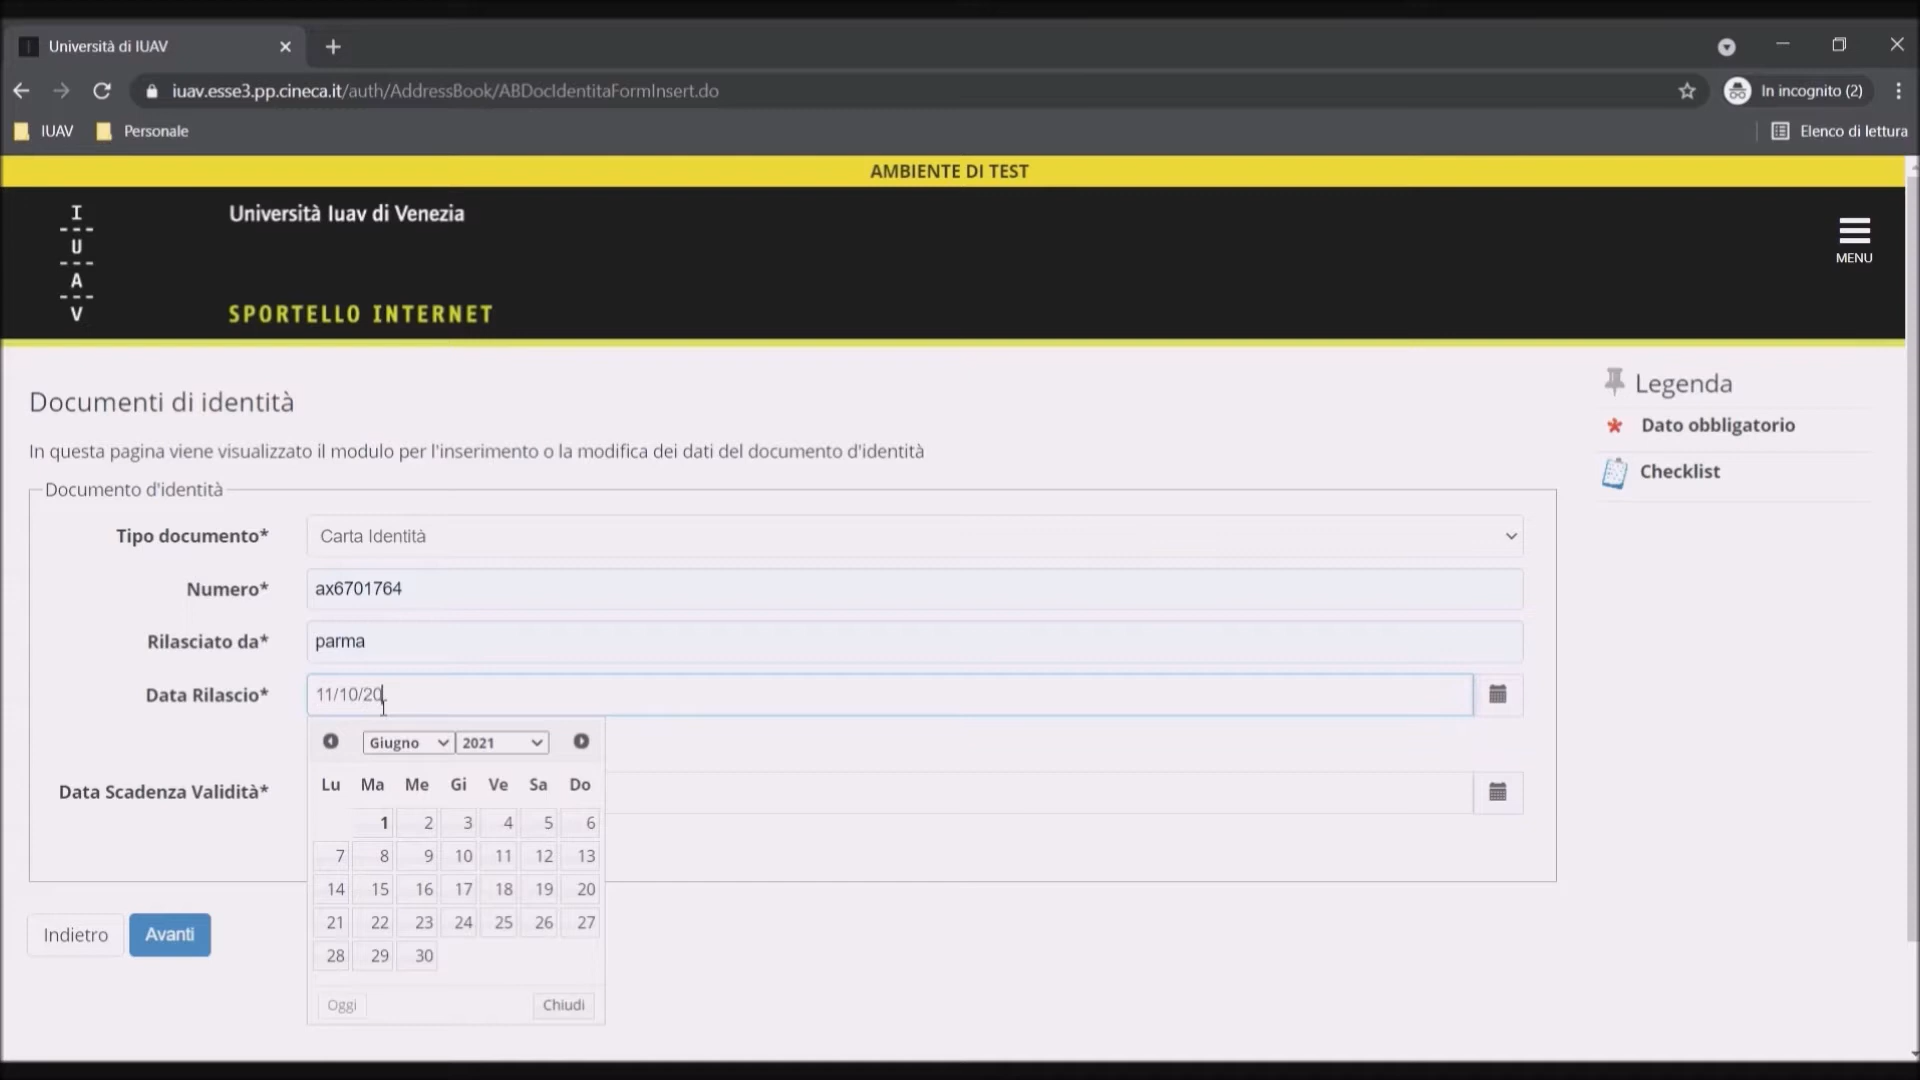 Università di IUAV
iuav.esse3.pp.cineca.it/auth/AddressBook/ABDocIdentitaFormInsert.do
In incognito (2)
IUAV
Personale
Elenco di lettura
AMBIENTE DI TEST
I
U
A
V
Università Iuav di Venezia
SPORTELLO INTERNET
MENU
Documenti di identità
In questa pagina viene visualizzato il modulo per l'inserimento o la modifica dei dati del documento d'identità
Documento d'identità
Tipo documento*
Carta Identità
Numero*
ax6701764
Rilasciato da*
parma
Data Rilascio*
11/10/20
Giugno
2021
Lu Ma Me Gi Ve Sa Do
1 2 3 4 5 6
7 8 9 10 11 12 13
14 15 16 17 18 19 20
21 22 23 24 25 26 27
28 29 30
Oggi
Chiudi
Data Scadenza Validità*
Indietro
Avanti
Legenda
* Dato obbligatorio
Checklist